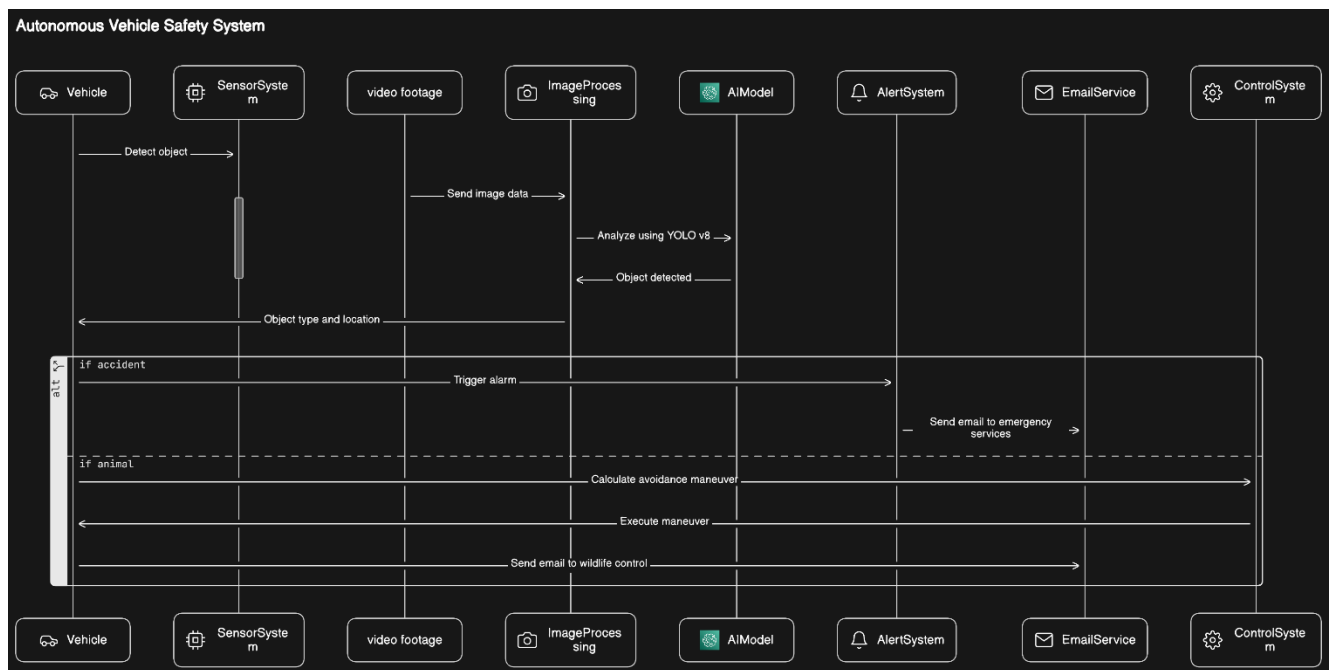 Autonomous Vehicle Safety System
Vehicle
SensorSyste
m
video footage
ImageProces
sing
AIModel
AlertSystem
EmailService
ControlSyste
m
Detect object
Send image data
Analyze using YOLO v8
Object detected
Object type and location
alt
if accident
Trigger alarm
Send email to emergency
services
if animal
Calculate avoidance maneuver
Execute maneuver
Send email to wildlife control
Vehicle
SensorSyste
m
video footage
ImageProces
sing
AIModel
AlertSystem
EmailService
ControlSyste
m